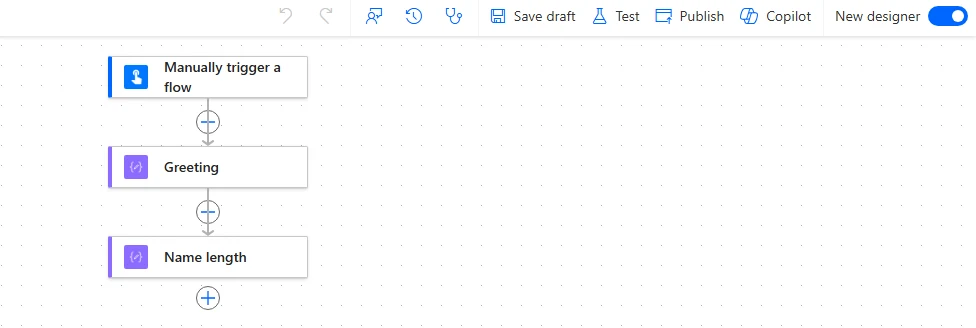 Save draft Test Publish Copilot New designer
Manually trigger a
flow
Greeting
Name length